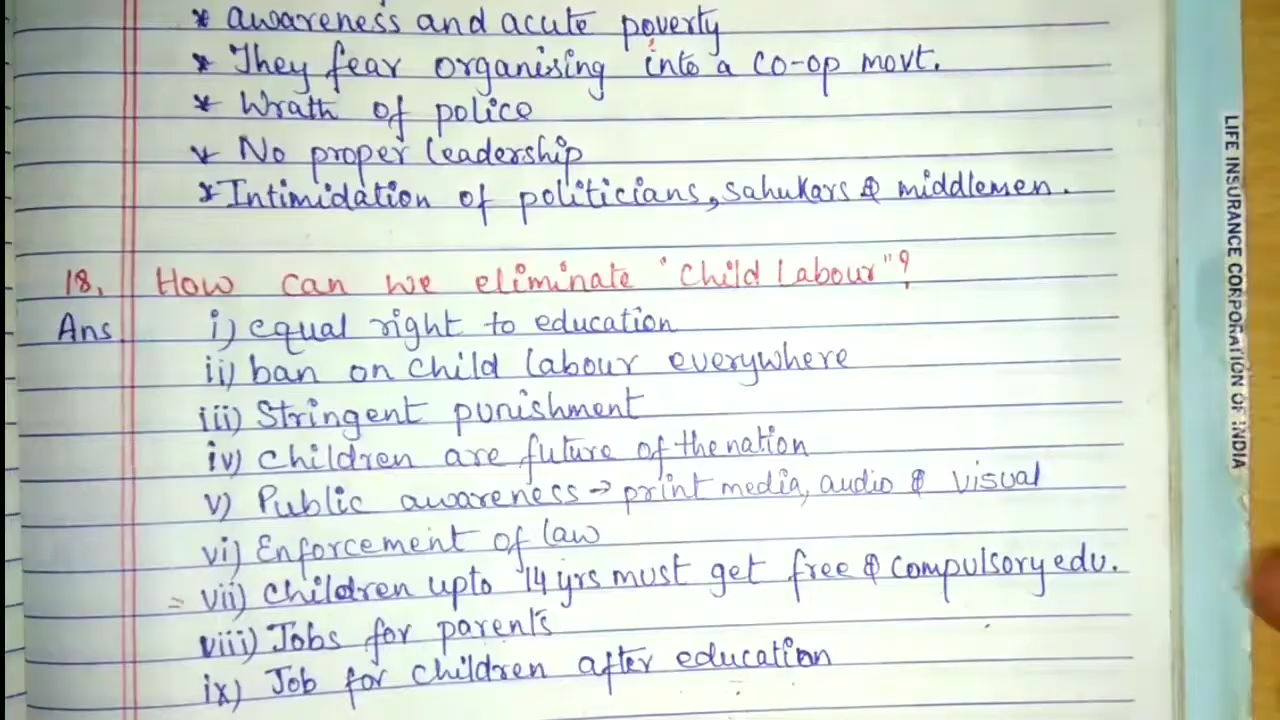 * awareness and acute poverty
* They fear organising into a co-op movt.
* Wrath of police
* No proper leadership
* Intimidation of politicians, sahukars & middlemen.
18. How can we eliminate "Child Labour"?
Ans i) equal right to education
ii) ban on child labour everywhere
iii) Stringent punishment
iv) Children are future of the nation
v) Public awareness → print media, audio & visual
vi) Enforcement of law
= vii) Children upto 14 yrs must get free & compulsory edu.
viii) Jobs for parents
ix) Job for children after education
LIFE INSURANCE CORPORATION OF INDIA